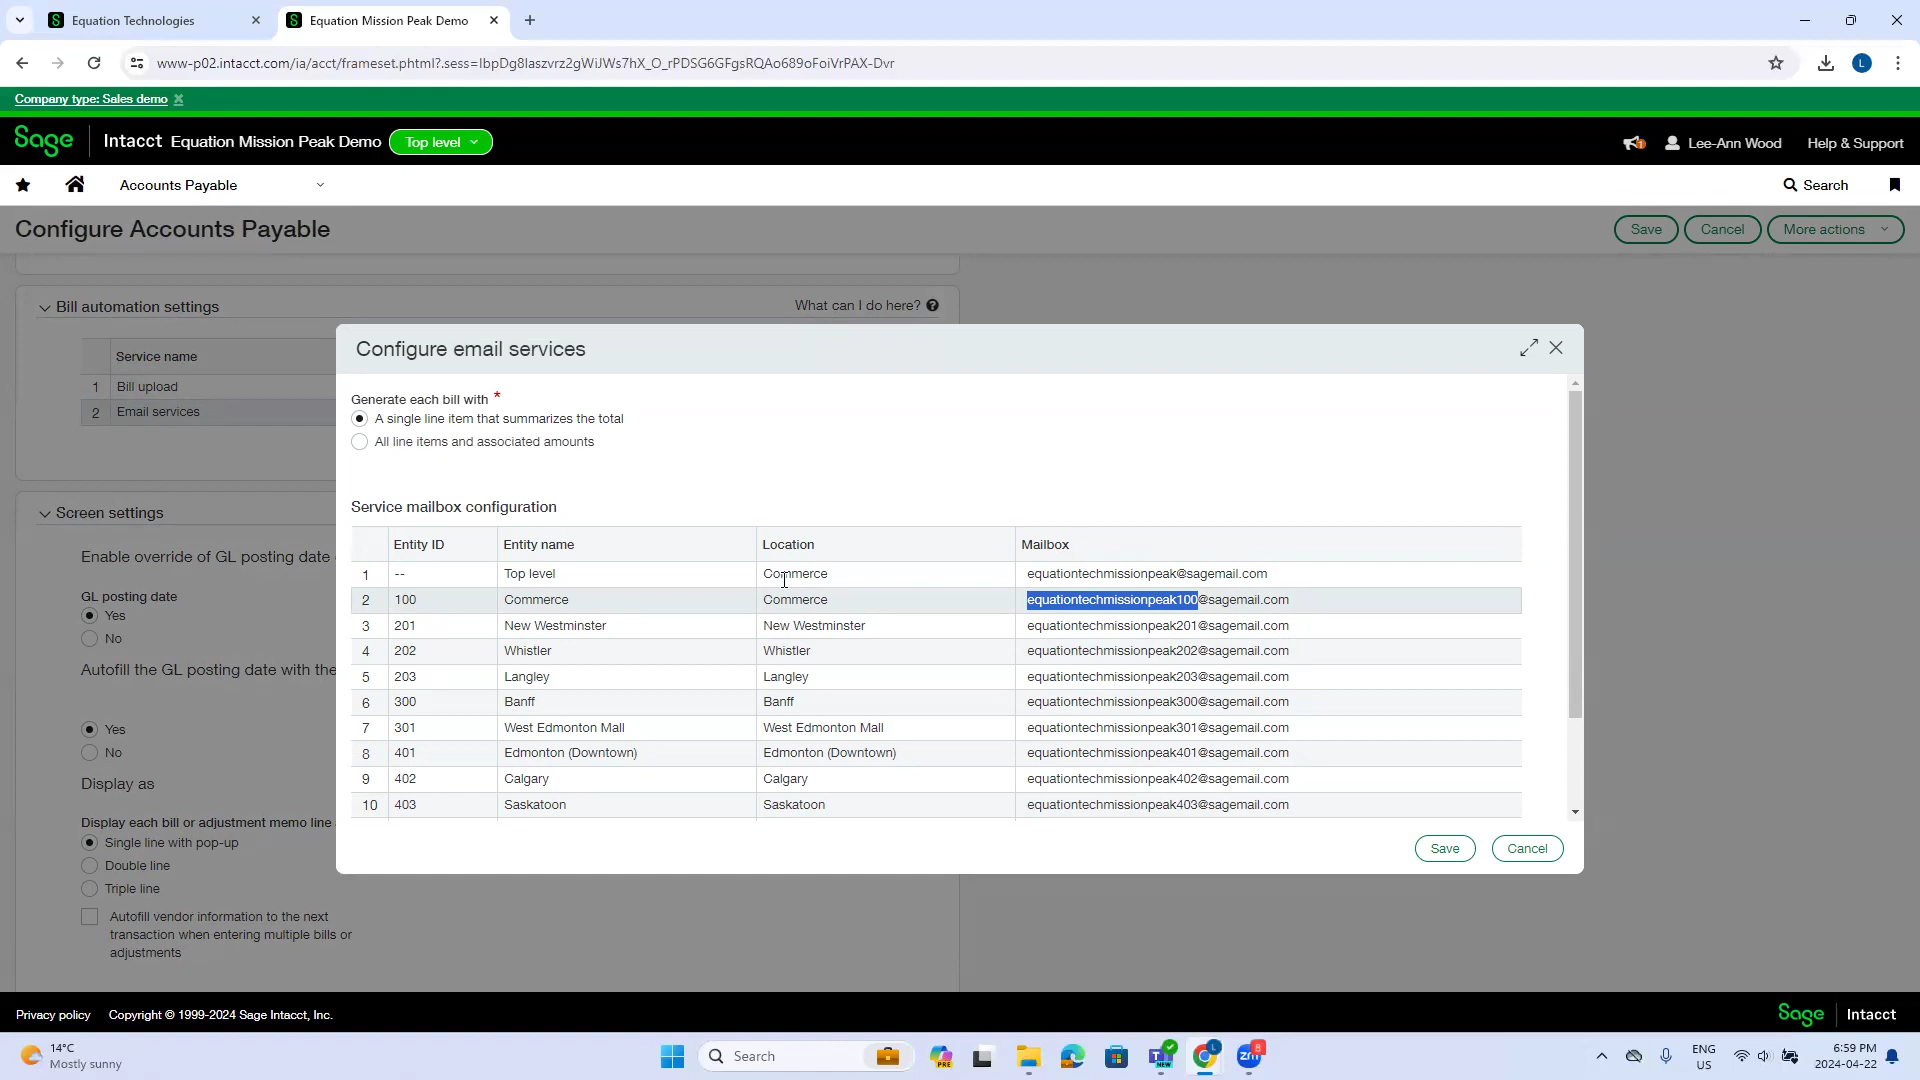 Equation Technologies
Equation Mission Peak Demo
www-p02.intacct.com/ia/acct/frameset.phtml?.sess=IbpDg8Iaszvrz2gWiJWs7hX_O_rPDSG6GFgsRQAo689oFoiVrPAX-Dvr
L
Company type: Sales demo
Sage Intacct Equation Mission Peak Demo Top level
1 Lee-Ann Wood Help & Support
Accounts Payable
Search
Configure Accounts Payable
Save Cancel More actions
Bill automation settings What can I do here?
Service name
1 Bill upload
2 Email services
Screen settings
Enable override of GL posting date
GL posting date
Yes
No
Autofill the GL posting date with the
Yes
No
Display as
Display each bill or adjustment memo line
Single line with pop-up
Double line
Triple line
Autofill vendor information to the next
transaction when entering multiple bills or
adjustments
Configure email services
Generate each bill with *
A single line item that summarizes the total
All line items and associated amounts
Service mailbox configuration
Entity ID Entity name Location Mailbox
1 -- Top level Commerce equationtechmissionpeak@sagemail.com
2 100 Commerce Commerce equationtechmissionpeak100@sagemail.com
3 201 New Westminster New Westminster equationtechmissionpeak201@sagemail.com
4 202 Whistler Whistler equationtechmissionpeak202@sagemail.com
5 203 Langley Langley equationtechmissionpeak203@sagemail.com
6 300 Banff Banff equationtechmissionpeak300@sagemail.com
7 301 West Edmonton Mall West Edmonton Mall equationtechmissionpeak301@sagemail.com
8 401 Edmonton (Downtown) Edmonton (Downtown) equationtechmissionpeak401@sagemail.com
9 402 Calgary Calgary equationtechmissionpeak402@sagemail.com
10 403 Saskatoon Saskatoon equationtechmissionpeak403@sagemail.com
Save Cancel
Privacy policy Copyright © 1999-2024 Sage Intacct, Inc.
Sage Intacct
14°C
Mostly sunny
Search
PRE
NEW
L
zm
8
ENG
US
6:59 PM
2024-04-22